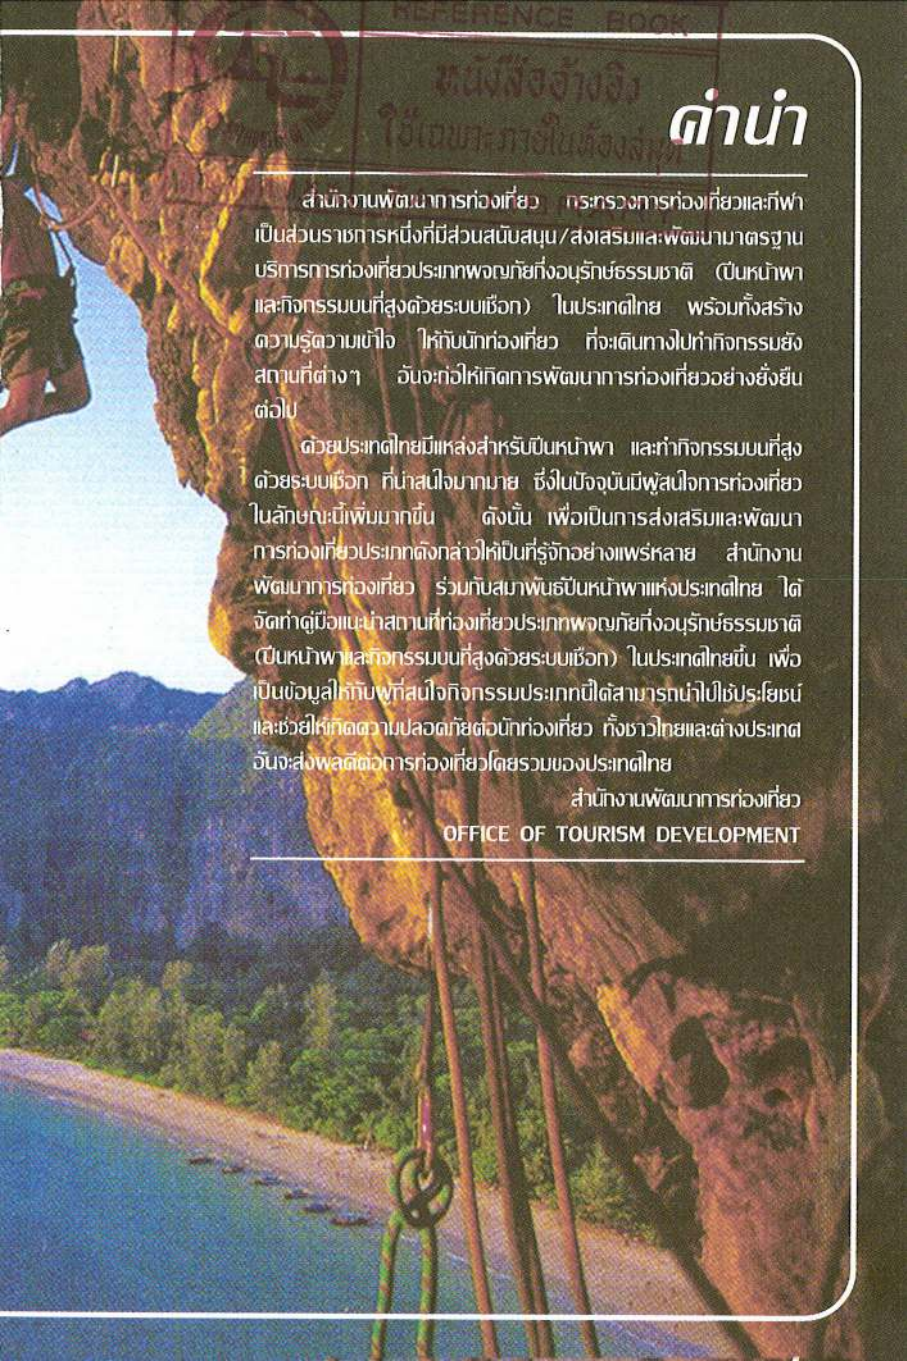 REFERENCE BOOK
หนังสืออ้างอิง
ใช้เฉพาะภายในห้องสมุด
คำนำ
สำนักงานพัฒนาการท่องเที่ยว กระทรวงการท่องเที่ยวและกีฬา
เป็นส่วนราชการหนึ่งที่มีส่วนสนับสนุน/ส่งเสริมและพัฒนามาตรฐาน
บริการการท่องเที่ยวประเภทผจญภัยกึ่งอนุรักษ์ธรรมชาติ (ปีนหน้าผา
และกิจกรรมบนที่สูงด้วยระบบเชือก) ในประเทศไทย พร้อมทั้งสร้าง
ความรู้ความเข้าใจ ให้กับนักท่องเที่ยว ที่จะเดินทางไปทำกิจกรรมยัง
สถานที่ต่างๆ อันจะก่อให้เกิดการพัฒนาการท่องเที่ยวอย่างยั่งยืน
ต่อไป
ด้วยประเทศไทยมีแหล่งสำหรับปีนหน้าผา และทำกิจกรรมบนที่สูง
ด้วยระบบเชือก ที่น่าสนใจมากมาย ซึ่งในปัจจุบันมีผู้สนใจการท่องเที่ยว
ในลักษณะนี้เพิ่มมากขึ้น ดังนั้น เพื่อเป็นการส่งเสริมและพัฒนา
การท่องเที่ยวประเภทดังกล่าวให้เป็นที่รู้จักอย่างแพร่หลาย สำนักงาน
พัฒนาการท่องเที่ยว ร่วมกับสมาพันธ์ปีนหน้าผาแห่งประเทศไทย ได้
จัดทำคู่มือแนะนำสถานที่ท่องเที่ยวประเภทผจญภัยกึ่งอนุรักษ์ธรรมชาติ
(ปีนหน้าผาและกิจกรรมบนที่สูงด้วยระบบเชือก) ในประเทศไทยขึ้น เพื่อ
เป็นข้อมูลให้กับผู้ที่สนใจกิจกรรมประเภทนี้ได้สามารถนำไปใช้ประโยชน์
และช่วยให้เกิดความปลอดภัยต่อนักท่องเที่ยว ทั้งชาวไทยและต่างประเทศ
อันจะส่งผลดีต่อการท่องเที่ยวโดยรวมของประเทศไทย
สำนักงานพัฒนาการท่องเที่ยว
OFFICE OF TOURISM DEVELOPMENT